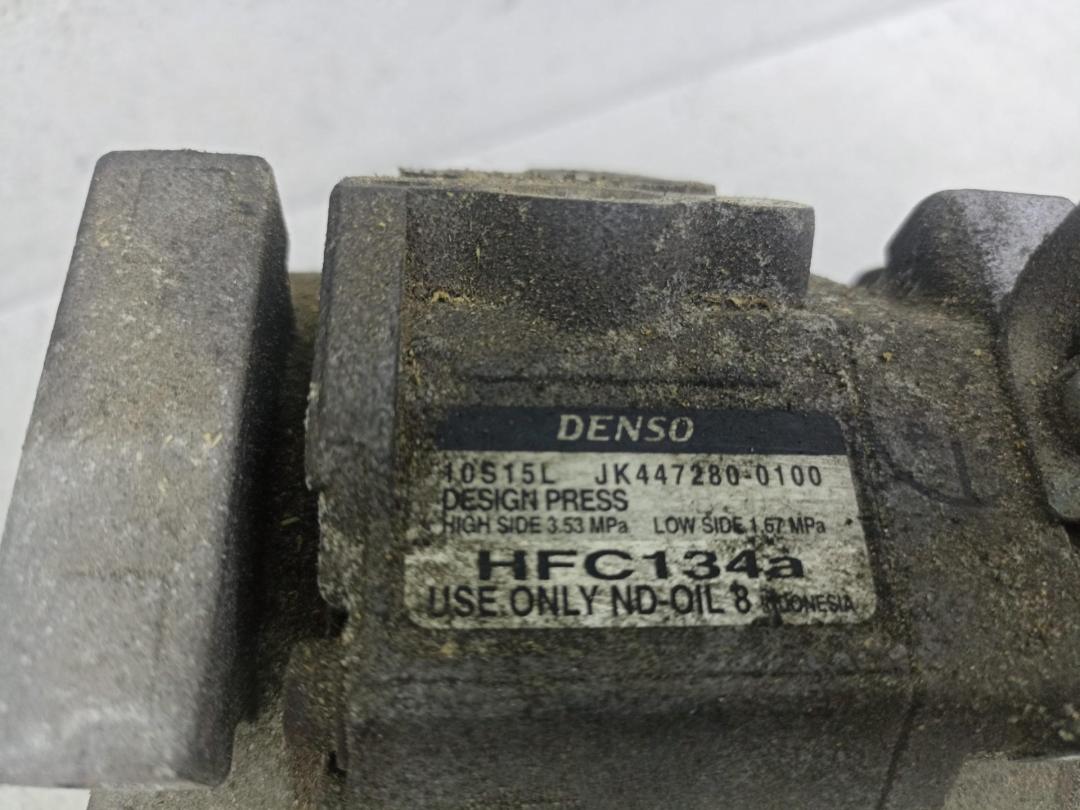 DENSO
10S15L JK447280-0100
DESIGN PRESS
HIGH SIDE 3.53 MPa LOW SIDE 1.67 MPa
HFC134a
USE ONLY ND-OIL 8 INDONESIA